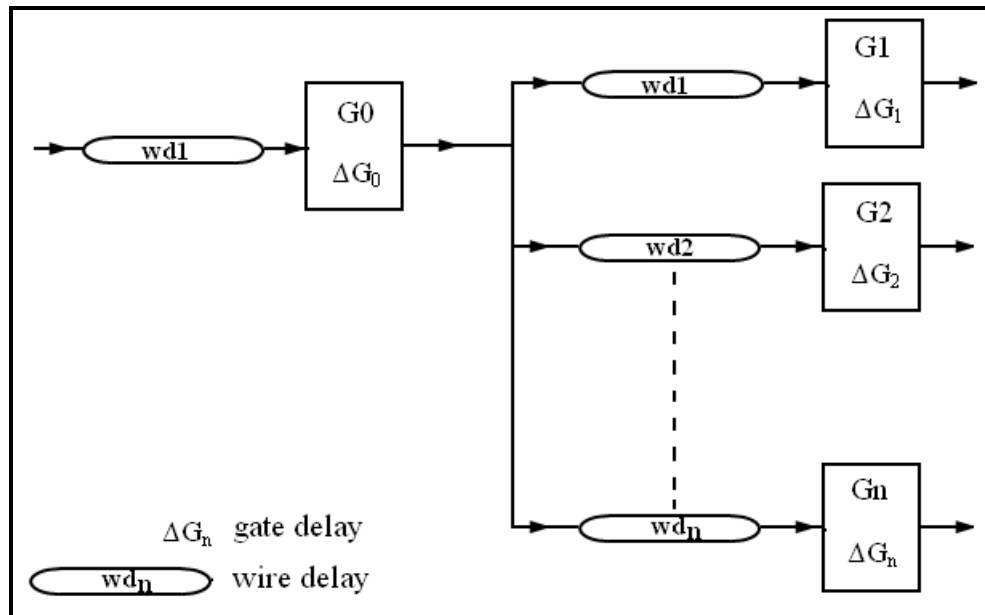 wd1
G0
ΔG₀
wd1
G1
ΔG₁
wd2
G2
ΔG₂
wdₙ
Gn
ΔGₙ
ΔGₙ gate delay
wdₙ wire delay